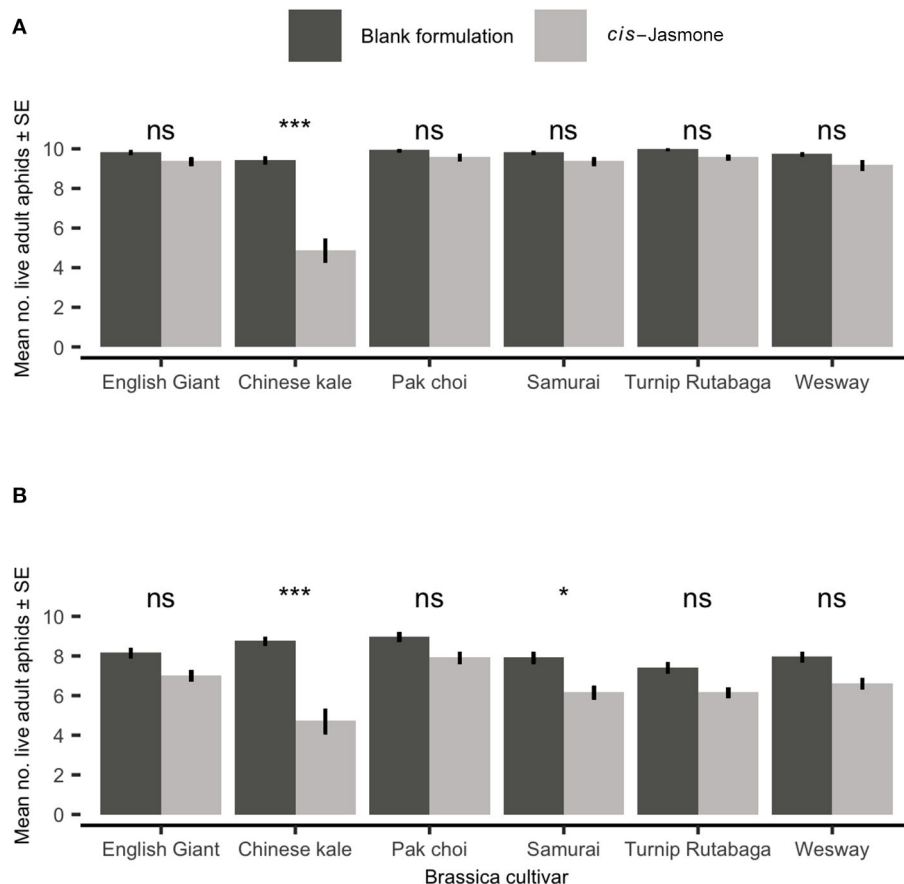 A
Blank formulation cis-Jasmone
Mean no. live adult aphids ± SE
ns *** ns ns ns ns
10
8
6
4
2
0
English Giant Chinese kale Pak choi Samurai Turnip Rutabaga Wesway
B
Mean no. live adult aphids ± SE
ns *** ns * ns ns
10
8
6
4
2
0
English Giant Chinese kale Pak choi Samurai Turnip Rutabaga Wesway
Brassica cultivar